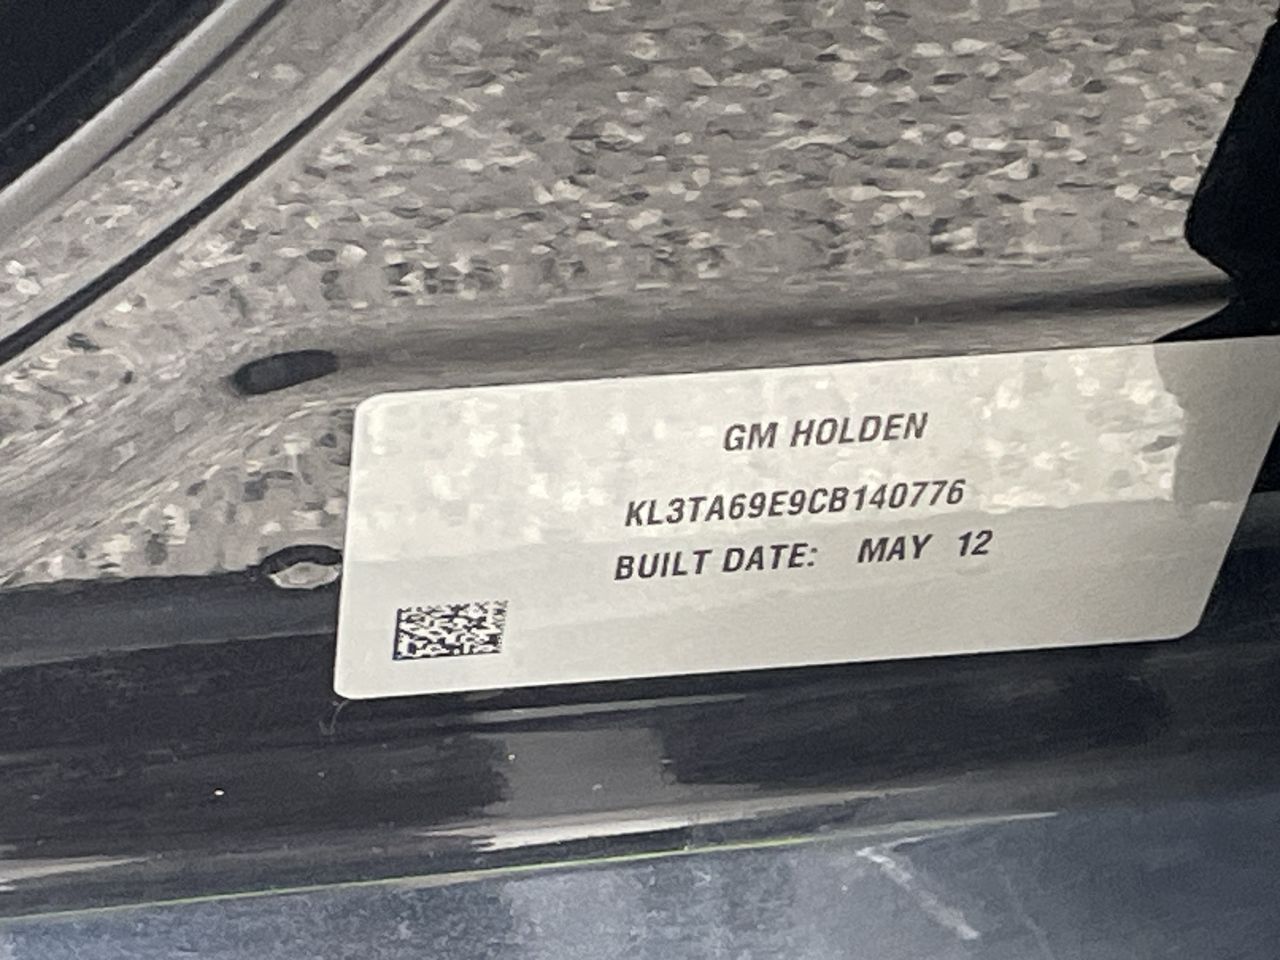 GM HOLDEN
KL3TA69E9CB140776
BUILT DATE: MAY 12